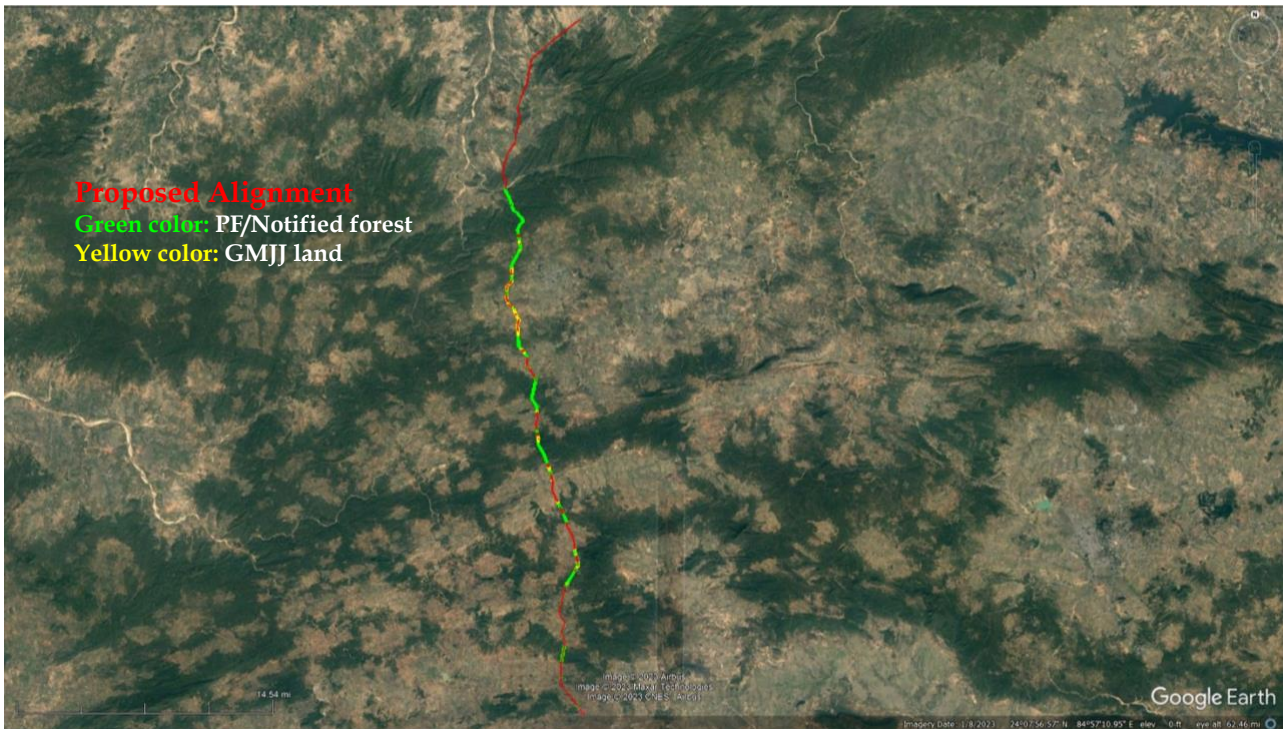 N
Proposed Alignment
Green color: PF/Notified forest
Yellow color: GMJJ land
14.54 mi
Image © 2023 Airbus
Image © 2023 Maxar Technologies
Image © 2023 CNES / Airbus
Google Earth
Imagery Date: 1/8/2023 24°07'56.57" N 84°57'10.95" E elev 0 ft eye alt 62.46 mi